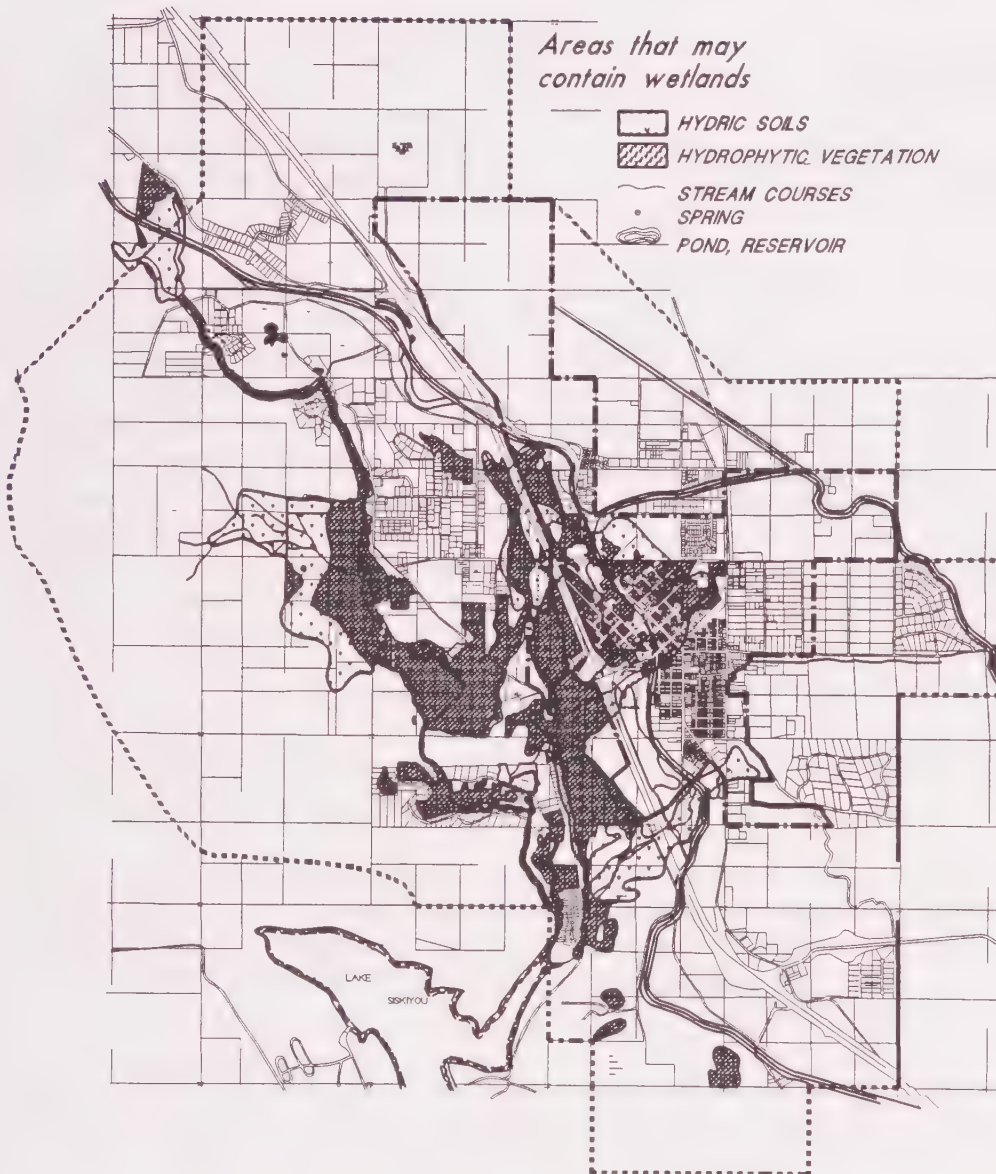 Areas that may
contain wetlands
HYDRIC SOILS
HYDROPHYTIC VEGETATION
STREAM COURSES
SPRING
POND, RESERVOIR
LAKE
SISKIYOU